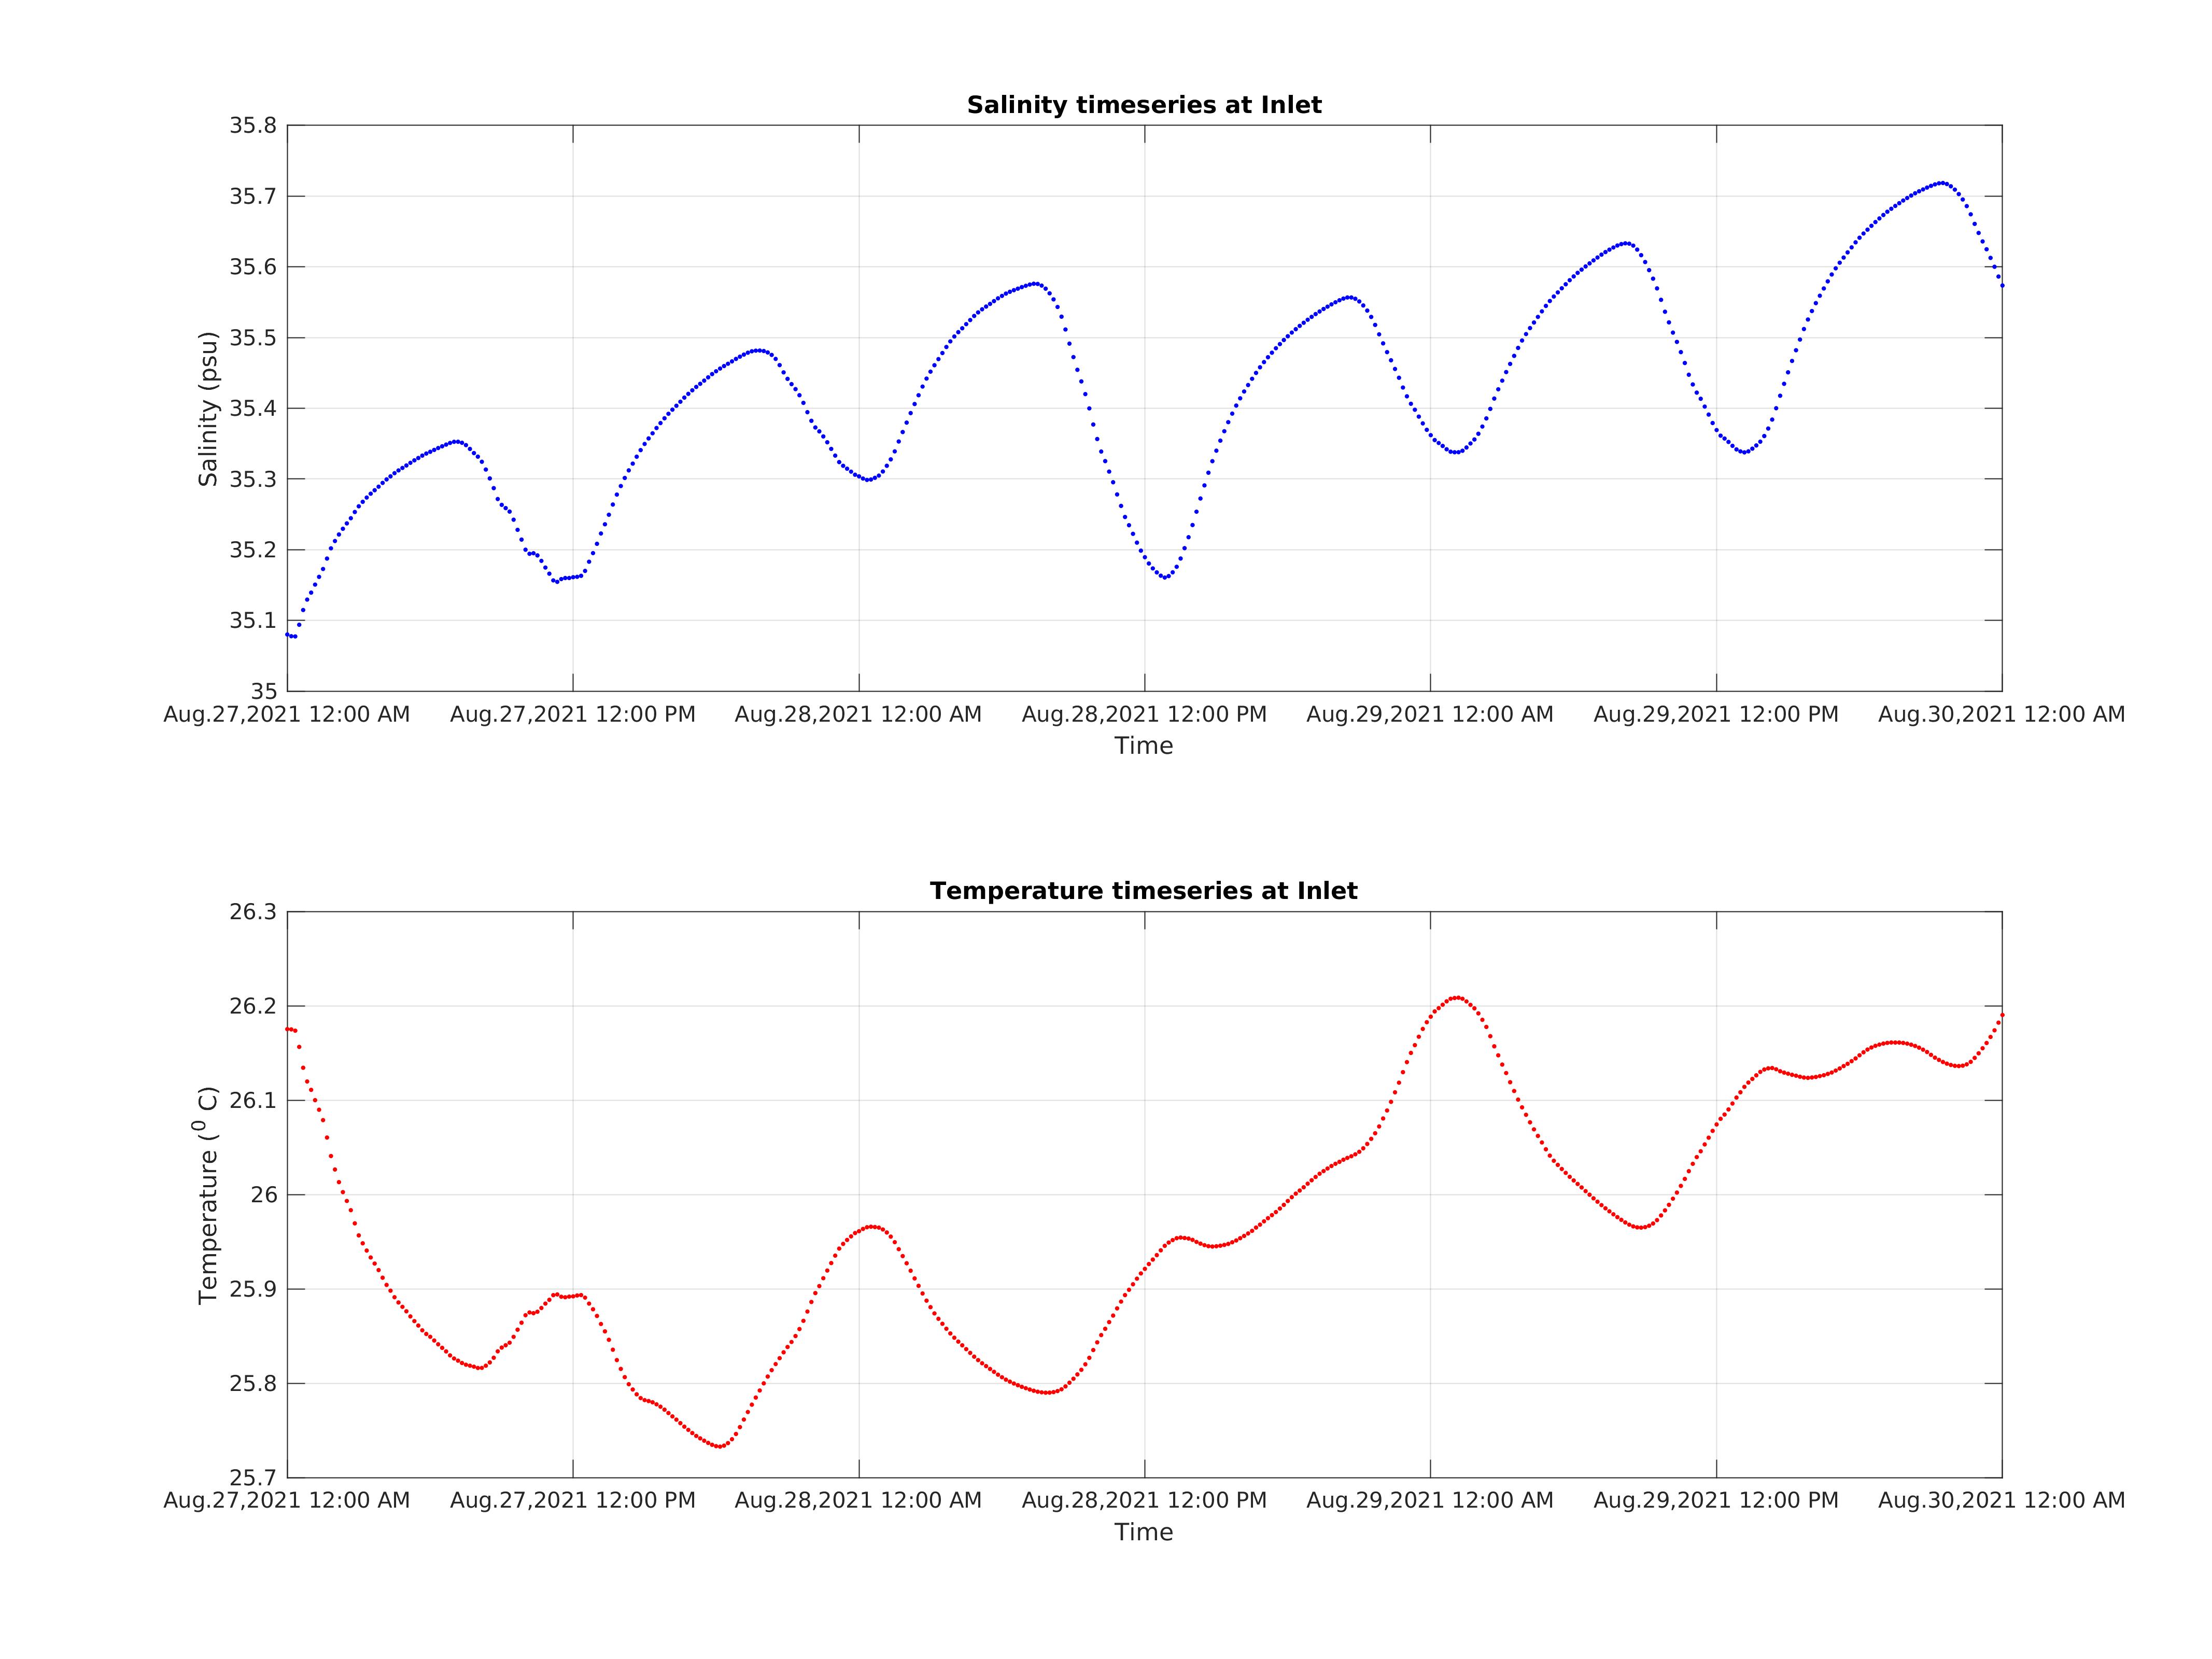 Salinity timeseries at Inlet
35.8
35.7
35.6
35.5
35.4
35.3
35.2
35.1
35
Salinity (psu)
Aug.27,2021 12:00 AM Aug.27,2021 12:00 PM Aug.28,2021 12:00 AM Aug.28,2021 12:00 PM Aug.29,2021 12:00 AM Aug.29,2021 12:00 PM Aug.30,2021 12:00 AM
Time
Temperature timeseries at Inlet
26.3
26.2
26.1
26
25.9
25.8
25.7
Temperature (⁰ C)
Aug.27,2021 12:00 AM Aug.27,2021 12:00 PM Aug.28,2021 12:00 AM Aug.28,2021 12:00 PM Aug.29,2021 12:00 AM Aug.29,2021 12:00 PM Aug.30,2021 12:00 AM
Time